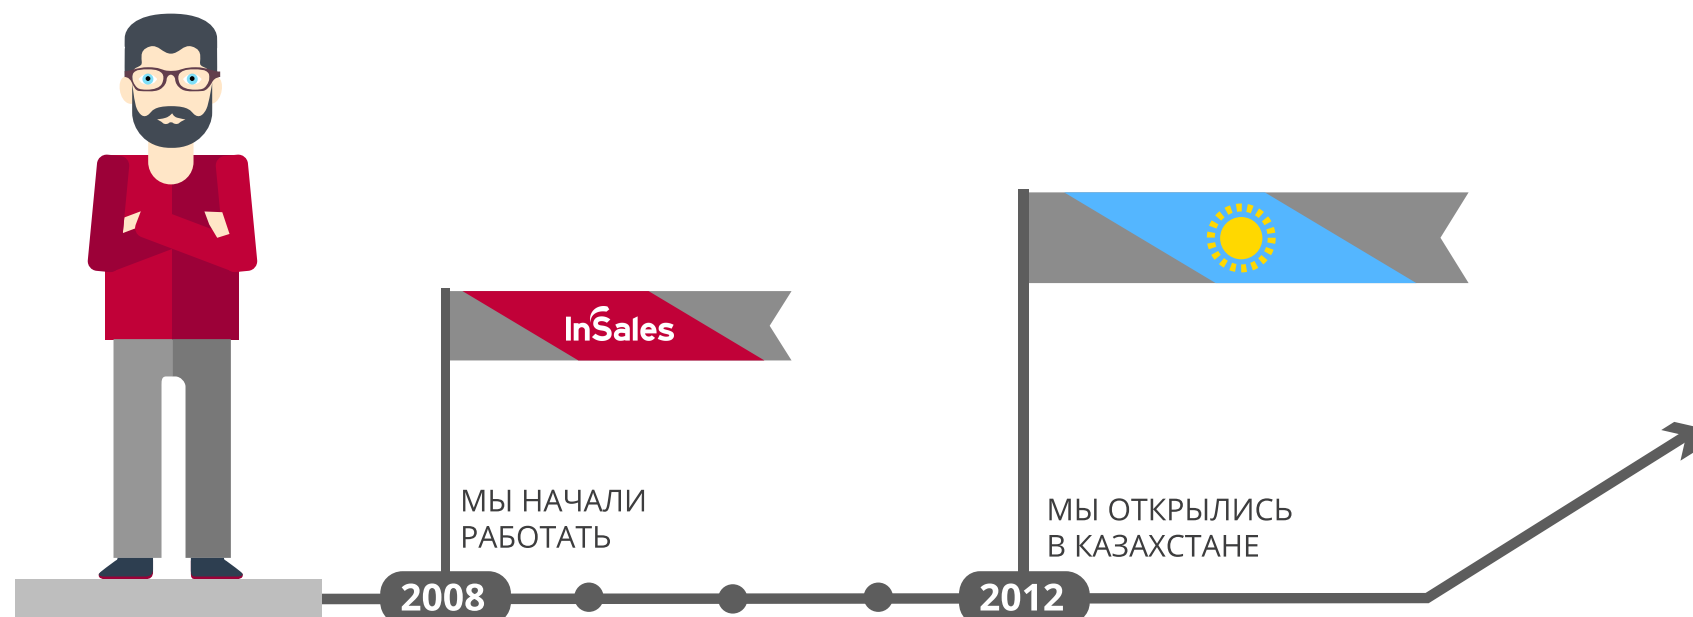 InSales
МЫ НАЧАЛИ
РАБОТАТЬ
МЫ ОТКРЫЛИСЬ
В КАЗАХСТАНЕ
2008
2012